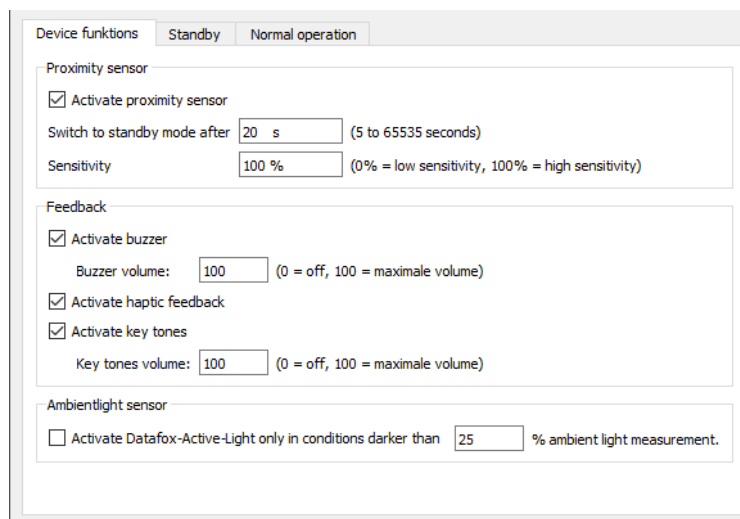 Device funktions Standby Normal operation
Proximity sensor
Activate proximity sensor
Switch to standby mode after 20 s (5 to 65535 seconds)
Sensitivity 100 % (0% = low sensitivity, 100% = high sensitivity)
Feedback
Activate buzzer
Buzzer volume: 100 (0 = off, 100 = maximale volume)
Activate haptic feedback
Activate key tones
Key tones volume: 100 (0 = off, 100 = maximale volume)
Ambientlight sensor
Activate Datafox-Active-Light only in conditions darker than 25 % ambient light measurement.